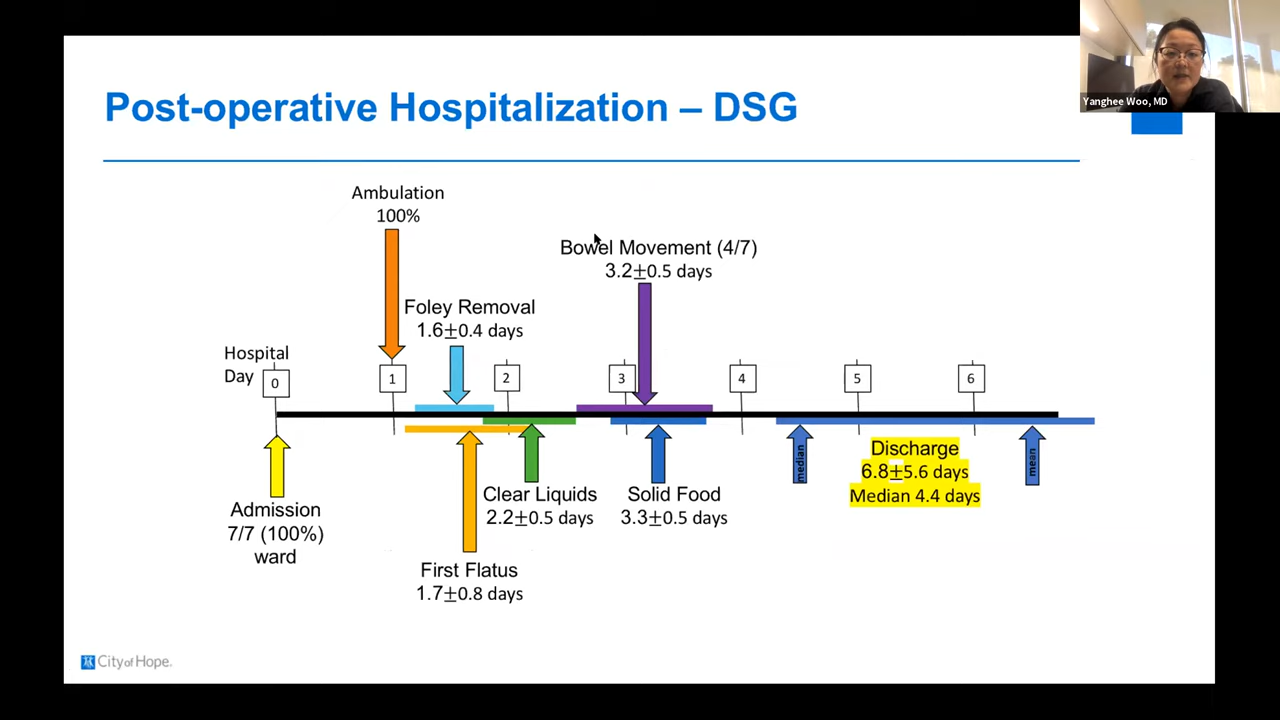 Yanghee Woo, MD
Post-operative Hospitalization – DSG
Ambulation
100%
Bowel Movement (4/7)
3.2±0.5 days
Foley Removal
1.6±0.4 days
Hospital
Day
0
1
2
3
4
5
6
median
mean
Discharge
6.8±5.6 days
Median 4.4 days
Admission
7/7 (100%)
ward
Clear Liquids
2.2±0.5 days
Solid Food
3.3±0.5 days
First Flatus
1.7±0.8 days
City of Hope.